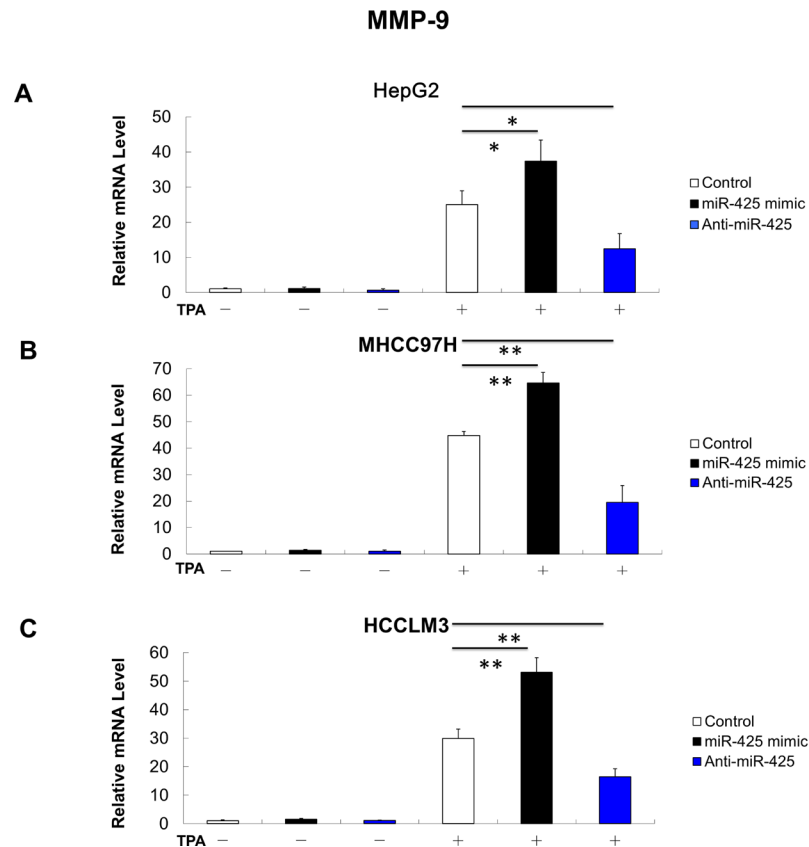 MMP-9
A
HepG2
50
40
30
20
10
0
Relative mRNA Level
*
*
Control
miR-425 mimic
Anti-miR-425
TPA − − − + + +
B
MHCC97H
70
60
50
40
30
20
10
0
Relative mRNA Level
**
**
Control
miR-425 mimic
Anti-miR-425
TPA − − − + + +
C
HCCLM3
60
50
40
30
20
10
0
Relative mRNA Level
**
**
Control
miR-425 mimic
Anti-miR-425
TPA − − − + + +